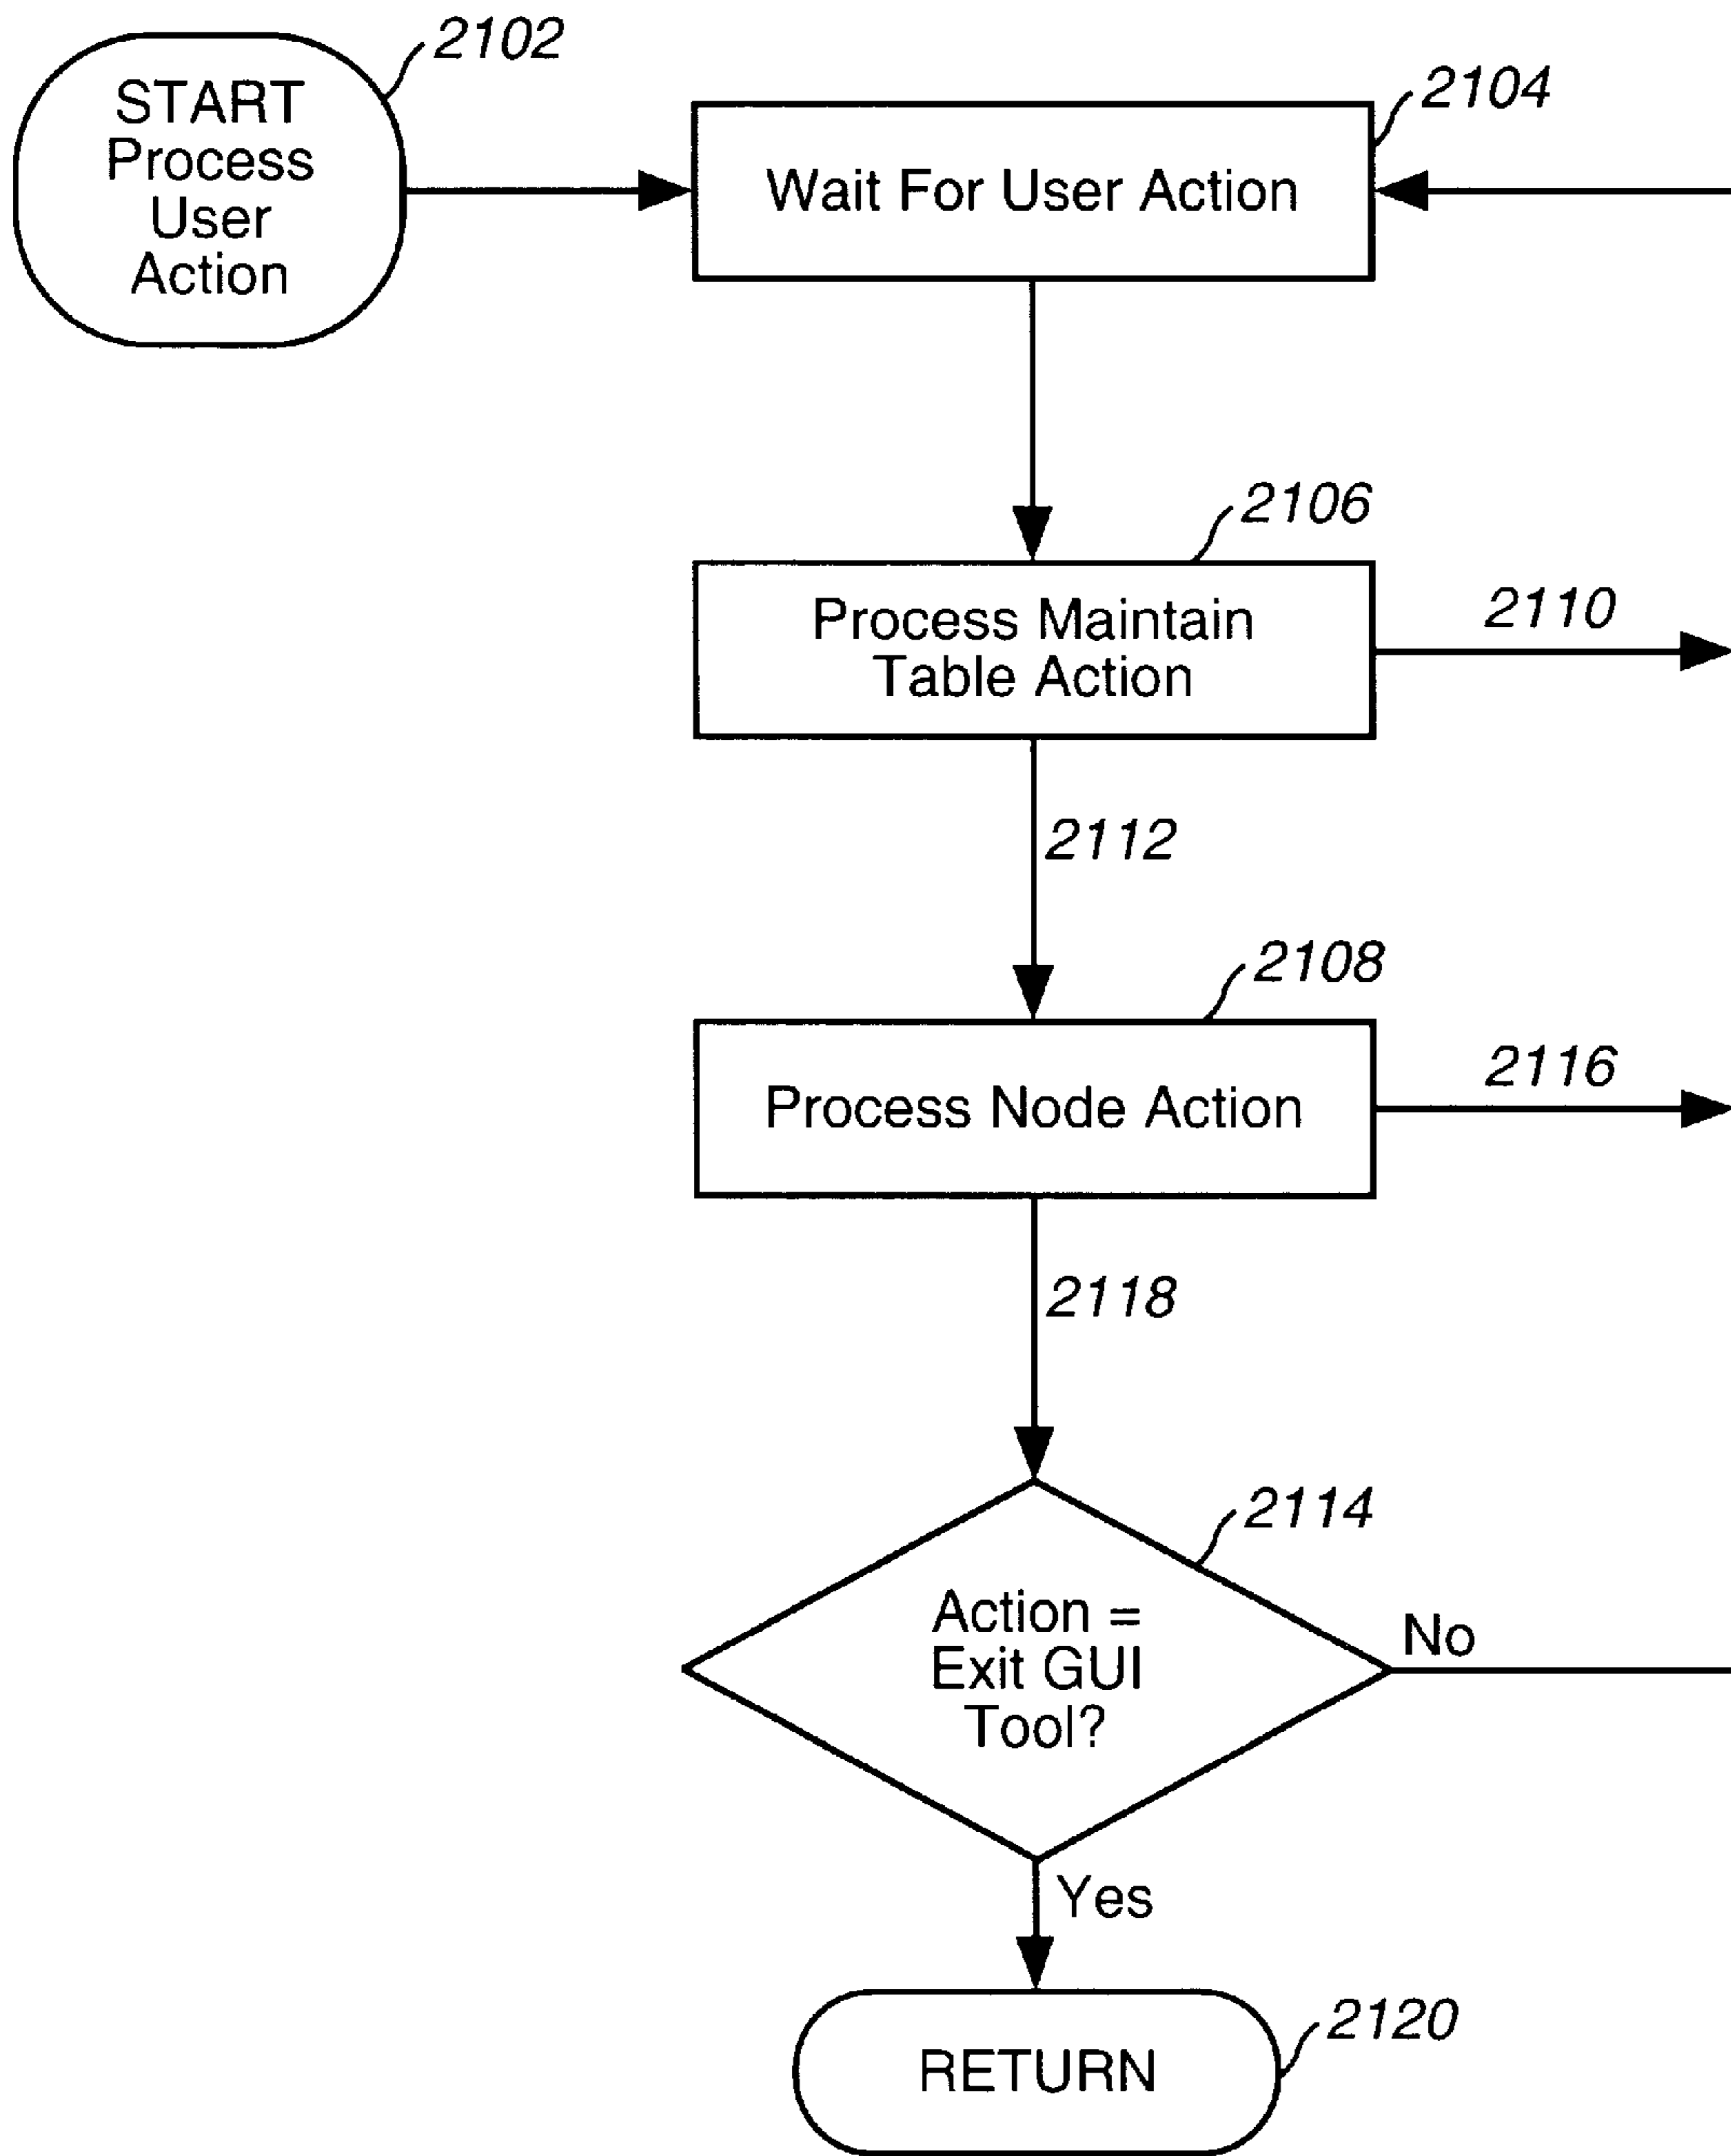 2102
START
Process
User
Action
2104
Wait For User Action
2106
Process Maintain
Table Action
2110
2112
2108
Process Node Action
2116
2118
2114
Action =
Exit GUI
Tool?
No
Yes
2120
RETURN